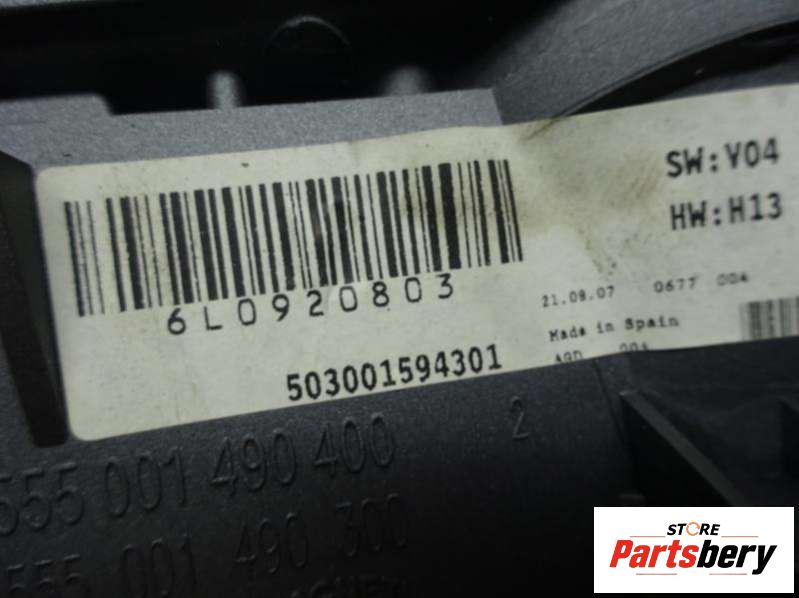 SW:V04
HW:H13
6L0920803
21.08.07 0677 004
Made in Spain
503001594301
2
555 001 490 400
555 001 490 300
STORE
Partsbery